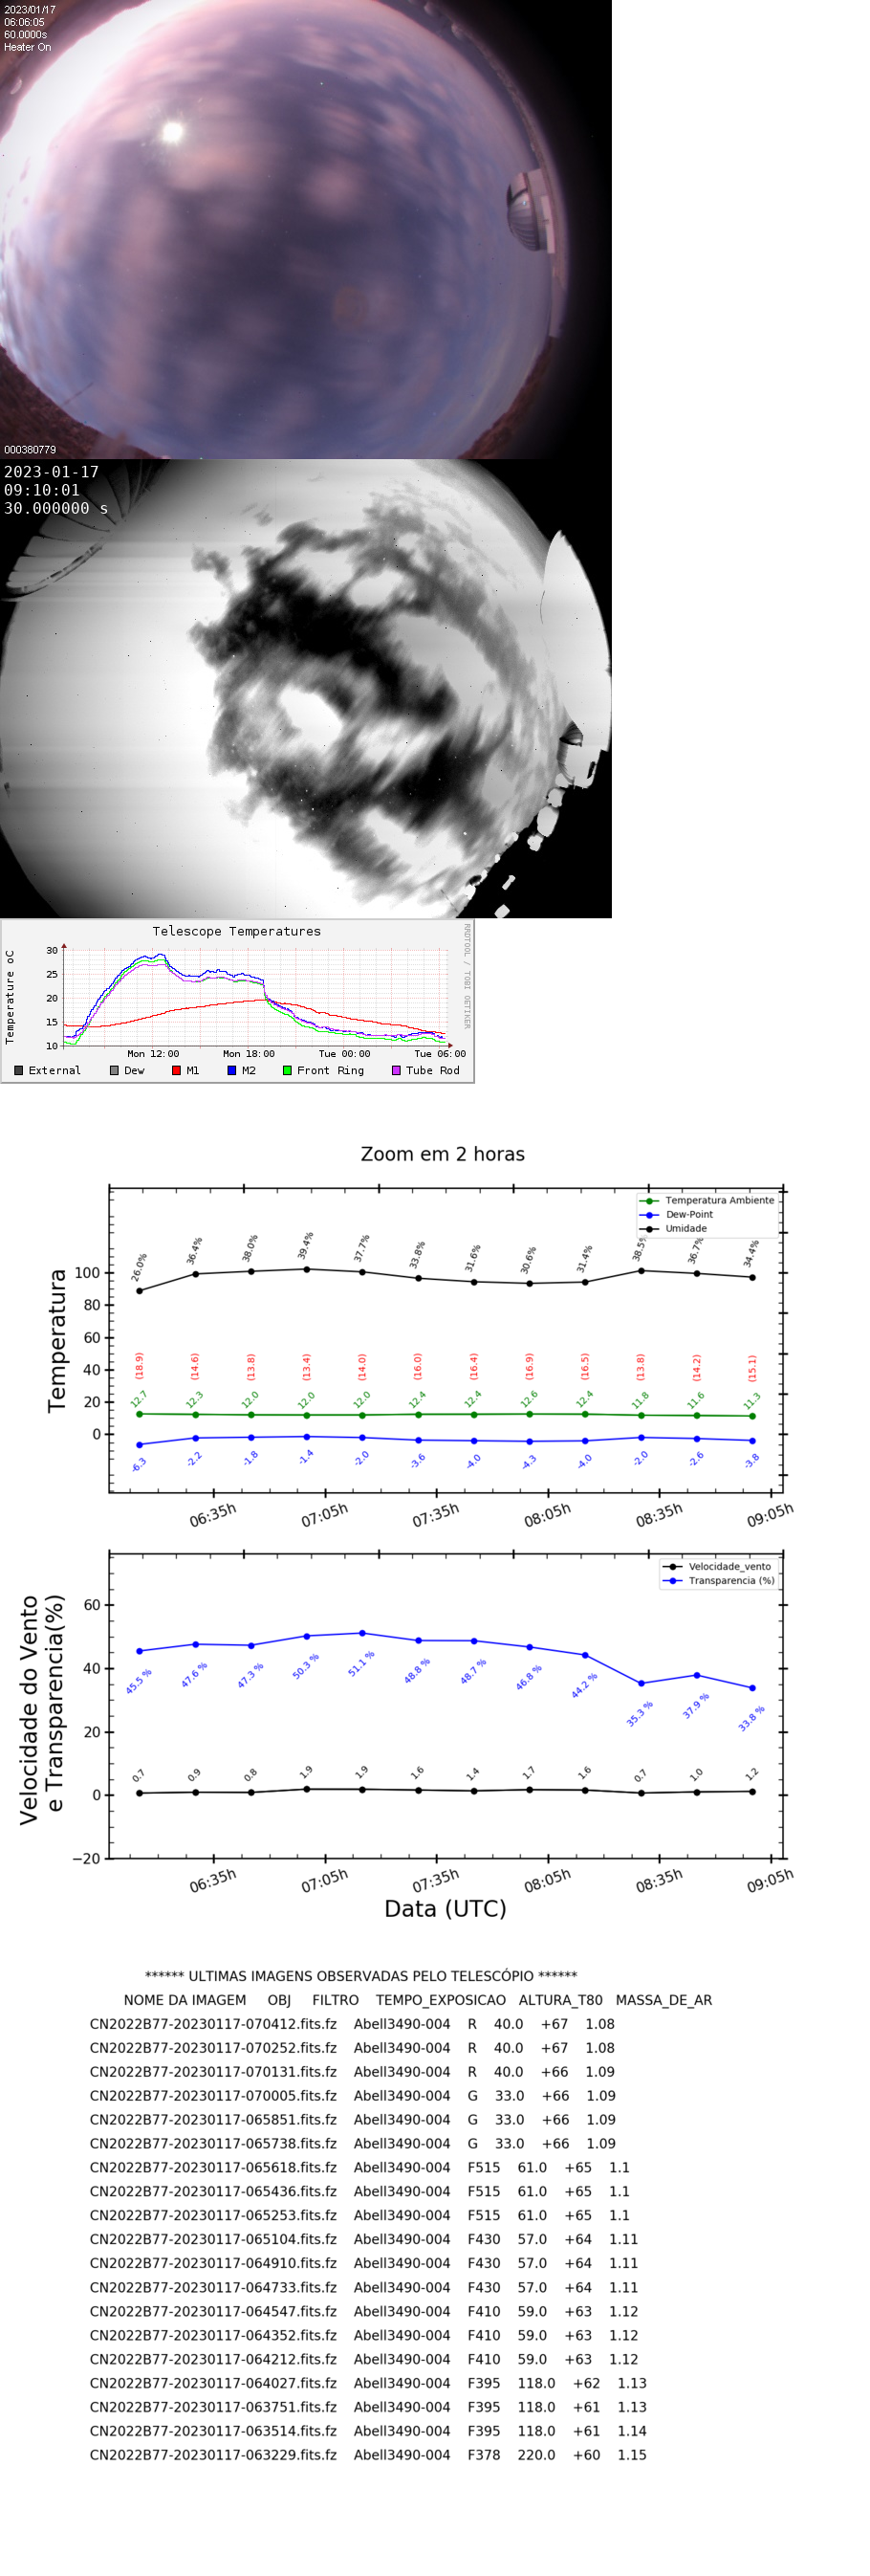 2023/01/17
06:06:05
60.0000s
Heater On
000380779
2023-01-17
09:10:01
30.000000 s
Telescope Temperatures
RRDTOOL / TOBI OETIKER
Temperature oC
30
25
20
15
10
Mon 12:00 Mon 18:00 Tue 00:00 Tue 06:00
External Dew M1 M2 Front Ring Tube Rod
Zoom em 2 horas
Temperatura Ambiente
Dew-Point
Umidade
Temperatura
100
80
60
40
20
0
26.0% 36.4% 38.0% 39.4% 37.7% 33.8% 31.6% 30.6% 31.4% 38.5% 36.7% 34.4%
(18.9) (14.6) (13.8) (13.4) (14.0) (16.0) (16.4) (16.9) (16.5) (13.8) (14.2) (15.1)
12.7 12.3 12.0 12.0 12.0 12.4 12.4 12.6 12.4 11.8 11.6 11.3
-6.3 -2.2 -1.8 -1.4 -2.0 -3.6 -4.0 -4.3 -4.0 -2.0 -2.6 -3.8
06:35h 07:05h 07:35h 08:05h 08:35h 09:05h
Velocidade_vento
Transparencia (%)
Velocidade do Vento
e Transparencia(%)
60
40
20
0
−20
45.5 % 47.6 % 47.3 % 50.3 % 51.1 % 48.8 % 48.7 % 46.8 % 44.2 % 35.3 % 37.9 % 33.8 %
0.7 0.9 0.8 1.9 1.9 1.6 1.4 1.7 1.6 0.7 1.0 1.2
06:35h 07:05h 07:35h 08:05h 08:35h 09:05h
Data (UTC)
****** ULTIMAS IMAGENS OBSERVADAS PELO TELESCÓPIO ******
NOME DA IMAGEM OBJ FILTRO TEMPO_EXPOSICAO ALTURA_T80 MASSA_DE_AR
CN2022B77-20230117-070412.fits.fz Abell3490-004 R 40.0 +67 1.08
CN2022B77-20230117-070252.fits.fz Abell3490-004 R 40.0 +67 1.08
CN2022B77-20230117-070131.fits.fz Abell3490-004 R 40.0 +66 1.09
CN2022B77-20230117-070005.fits.fz Abell3490-004 G 33.0 +66 1.09
CN2022B77-20230117-065851.fits.fz Abell3490-004 G 33.0 +66 1.09
CN2022B77-20230117-065738.fits.fz Abell3490-004 G 33.0 +66 1.09
CN2022B77-20230117-065618.fits.fz Abell3490-004 F515 61.0 +65 1.1
CN2022B77-20230117-065436.fits.fz Abell3490-004 F515 61.0 +65 1.1
CN2022B77-20230117-065253.fits.fz Abell3490-004 F515 61.0 +65 1.1
CN2022B77-20230117-065104.fits.fz Abell3490-004 F430 57.0 +64 1.11
CN2022B77-20230117-064910.fits.fz Abell3490-004 F430 57.0 +64 1.11
CN2022B77-20230117-064733.fits.fz Abell3490-004 F430 57.0 +64 1.11
CN2022B77-20230117-064547.fits.fz Abell3490-004 F410 59.0 +63 1.12
CN2022B77-20230117-064352.fits.fz Abell3490-004 F410 59.0 +63 1.12
CN2022B77-20230117-064212.fits.fz Abell3490-004 F410 59.0 +63 1.12
CN2022B77-20230117-064027.fits.fz Abell3490-004 F395 118.0 +62 1.13
CN2022B77-20230117-063751.fits.fz Abell3490-004 F395 118.0 +61 1.13
CN2022B77-20230117-063514.fits.fz Abell3490-004 F395 118.0 +61 1.14
CN2022B77-20230117-063229.fits.fz Abell3490-004 F378 220.0 +60 1.15